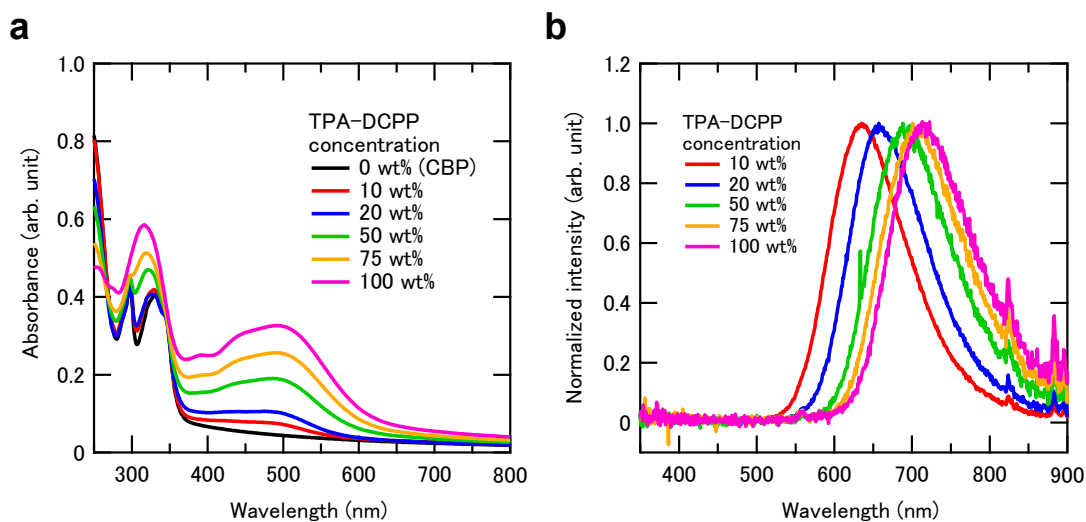 a
1.0
0.8
0.6
0.4
0.2
0
Absorbance (arb. unit)
300 400 500 600 700 800
Wavelength (nm)
TPA-DCPP
concentration
0 wt% (CBP)
10 wt%
20 wt%
50 wt%
75 wt%
100 wt%
b
1.2
1.0
0.8
0.6
0.4
0.2
0
Normalized intensity (arb. unit)
400 500 600 700 800 900
Wavelength (nm)
TPA-DCPP
concentration
10 wt%
20 wt%
50 wt%
75 wt%
100 wt%